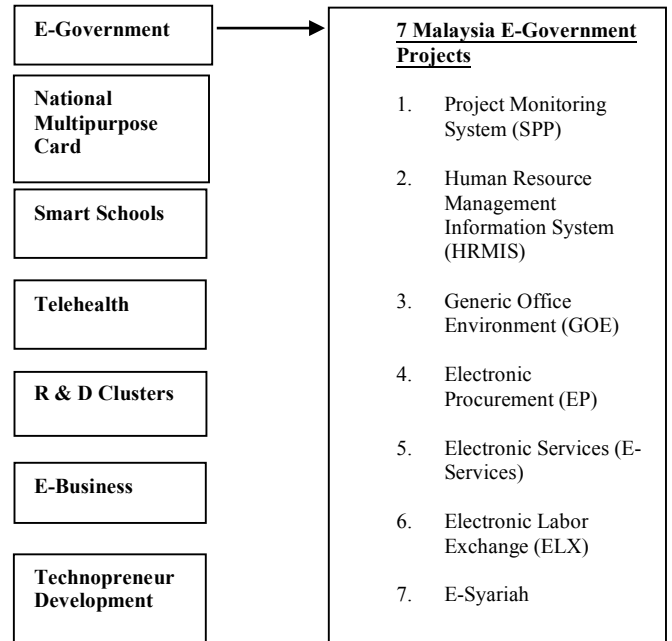 E-Government
National
Multipurpose
Card
Smart Schools
Telehealth
R & D Clusters
E-Business
Technopreneur
Development
7 Malaysia E-Government
Projects
1. Project Monitoring
System (SPP)
2. Human Resource
Management
Information System
(HRMIS)
3. Generic Office
Environment (GOE)
4. Electronic
Procurement (EP)
5. Electronic Services (E-
Services)
6. Electronic Labor
Exchange (ELX)
7. E-Syariah